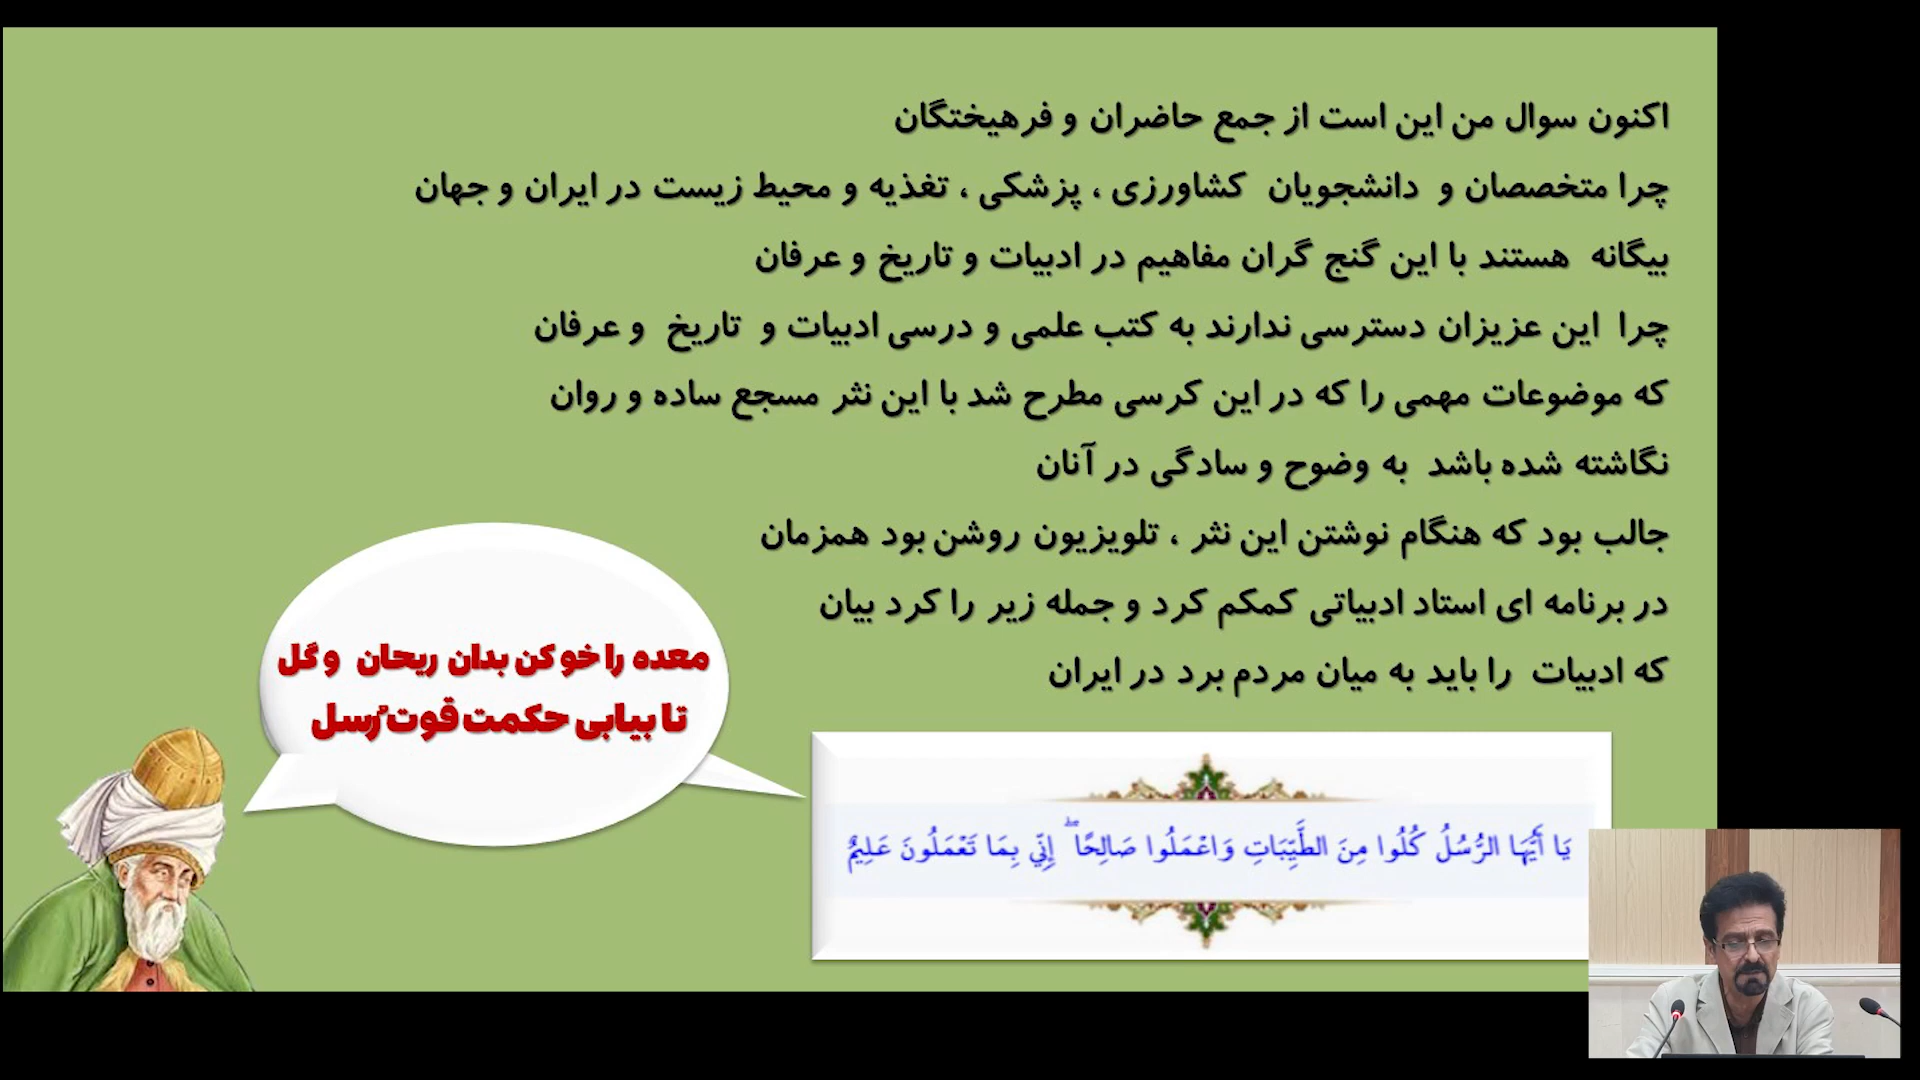 اکنون سوال من این است از جمع حاضران و فرهیختگان
چرا متخصصان و دانشجویان کشاورزی ، پزشکی ، تغذیه و محیط زیست در ایران و جهان
بیگانه هستند با این گنج گران مفاهیم در ادبیات و تاریخ و عرفان
چرا این عزیزان دسترسی ندارند به کتب علمی و درسی ادبیات و تاریخ و عرفان
که موضوعات مهمی را که در این کرسی مطرح شد با این نثر مسجع ساده و روان
نگاشته شده باشد به وضوح و سادگی در آنان
جالب بود که هنگام نوشتن این نثر ، تلویزیون روشن بود همزمان
در برنامه ای استاد ادبیاتی کمکم کرد و جمله زیر را کرد بیان
که ادبیات را باید به میان مردم برد در ایران
معده را خو کن بدان ریحان و گل
تا بیابی حکمت قوت رُسل
يَا أَيُّهَا الرُّسُلُ كُلُوا مِنَ الطَّيِّبَاتِ وَاعْمَلُوا صَالِحًا ۖ إِنِّي بِمَا تَعْمَلُونَ عَلِيمٌ